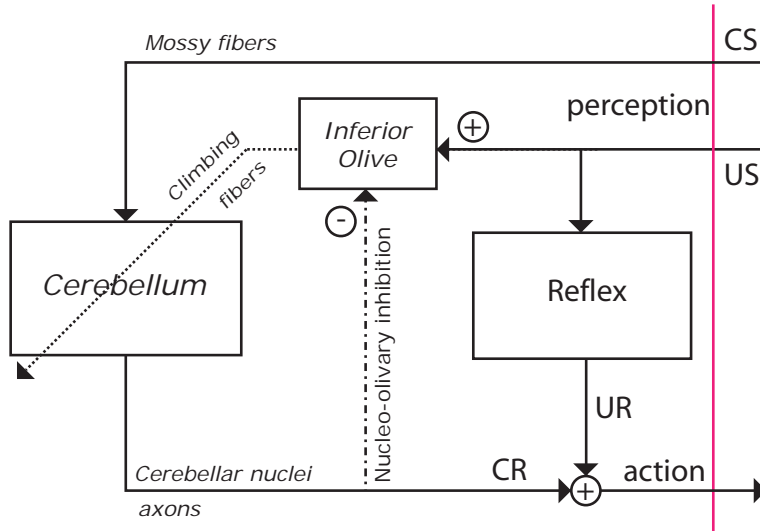 Mossy fibers
CS
perception
+
Inferior
Olive
US
Climbing
fibers
-
Cerebellum
Nucleo-olivary inhibition
Reflex
UR
Cerebellar nuclei
axons
CR
+
action